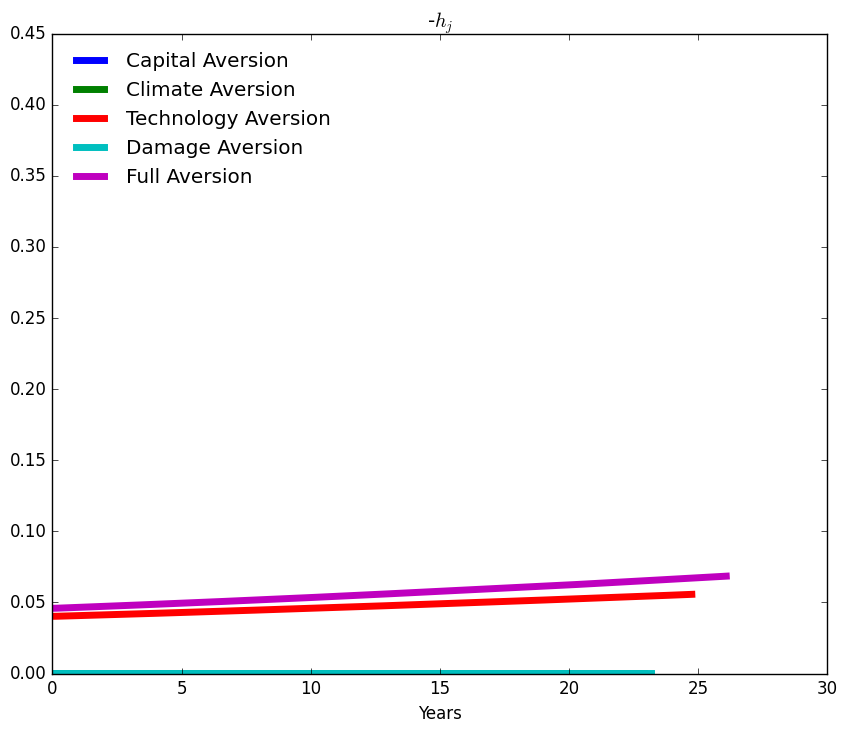 -h_j
0.45
Capital Aversion
Climate Aversion
0.40
Technology Aversion
Damage Aversion
0.35
Full Aversion
0.30
0.25
0.20
0.15
0.10
0.05
0.00
0 5 10 15 20 25 30
Years